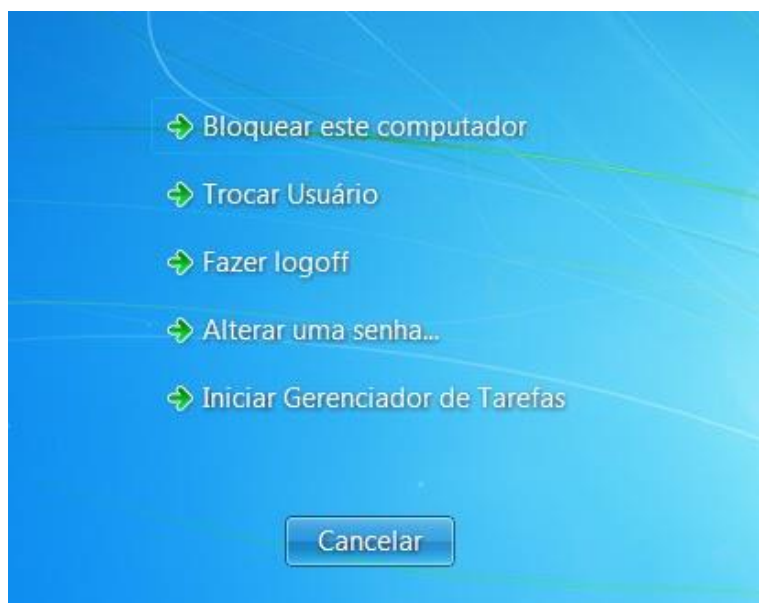 Bloquear este computador
Trocar Usuário
Fazer logoff
Alterar uma senha...
Iniciar Gerenciador de Tarefas
Cancelar